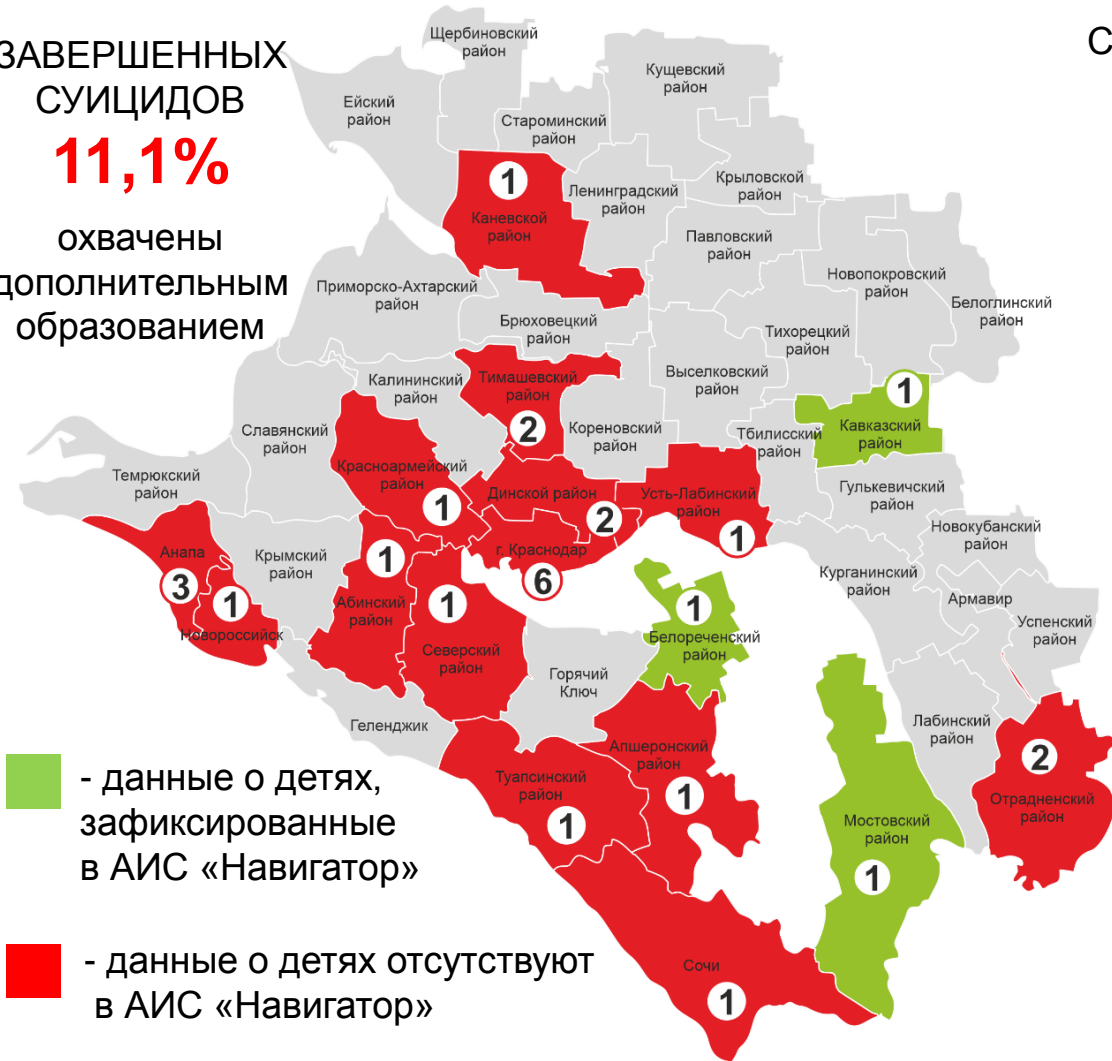 ЗАВЕРШЕННЫХ
СУИЦИДОВ
11,1%
охвачены
дополнительным
образованием
С
Щербиновский
район
Кущевский
район
Ейский
район
Староминский
район
1
Каневской
район
Ленинградский
район
Крыловской
район
Павловский
район
Новопокровский
район
Белоглинский
район
Приморско-Ахтарский
район
Брюховецкий
район
Тихорецкий
район
Выселковский
район
Калининский
район
Тимашевский
район
2
Кореновский
район
Тбилисский
район
1
Кавказский
район
Славянский
район
Темрюкский
район
Красноармейский
район
1
Динской район
2
Усть-Лабинский
район
1
Гулькевичский
район
Новокубанский
район
Анапа
3
Крымский
район
1
Абинский
район
г. Краснодар
6
1
Новороссийск
1
Северский
район
1
Белореченский
район
Курганинский
район
Армавир
Успенский
район
Горячий
Ключ
Геленджик
Лабинский
район
Туапсинский
район
1
Апшеронский
район
1
Мостовский
район
1
2
Отрадненский
район
Сочи
1
- данные о детях,
зафиксированные
в АИС «Навигатор»
- данные о детях отсутствуют
в АИС «Навигатор»